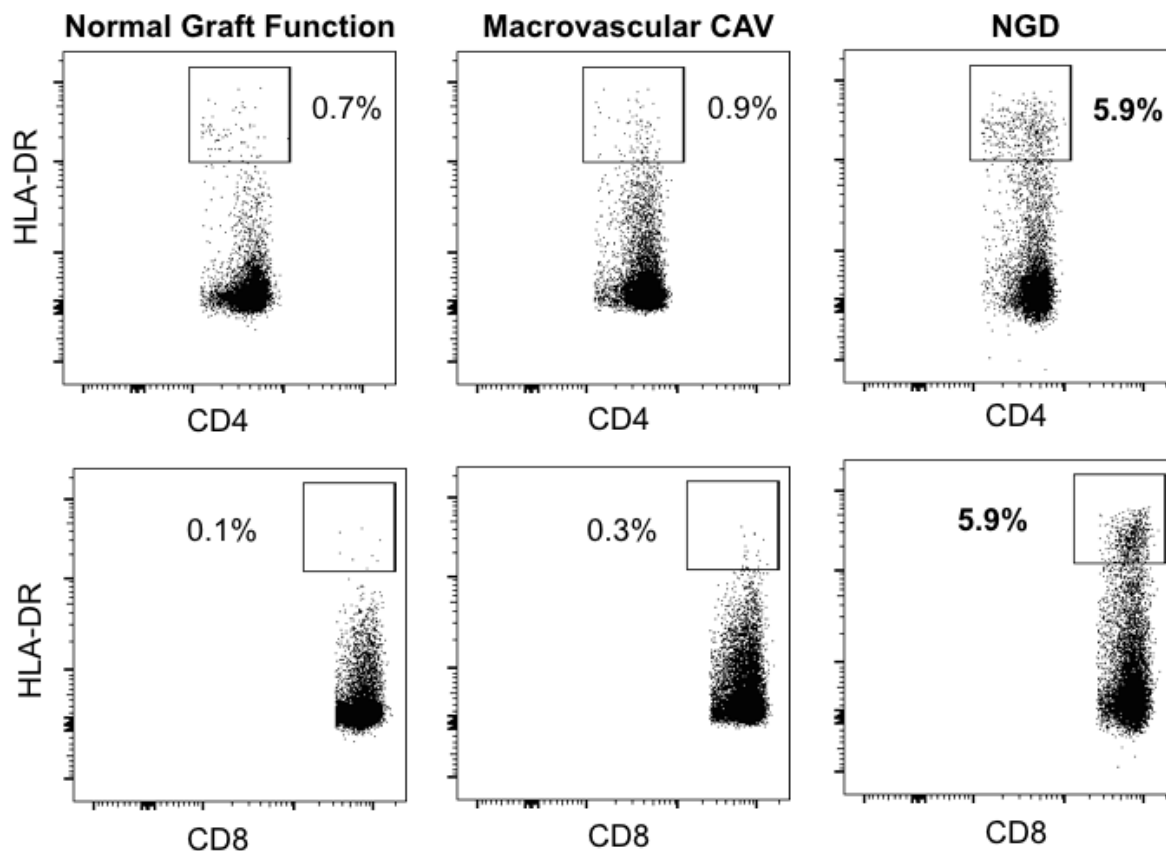 Normal Graft Function
Macrovascular CAV
NGD
HLA-DR
0.7%
0.9%
5.9%
CD4
CD4
CD4
HLA-DR
0.1%
0.3%
5.9%
CD8
CD8
CD8